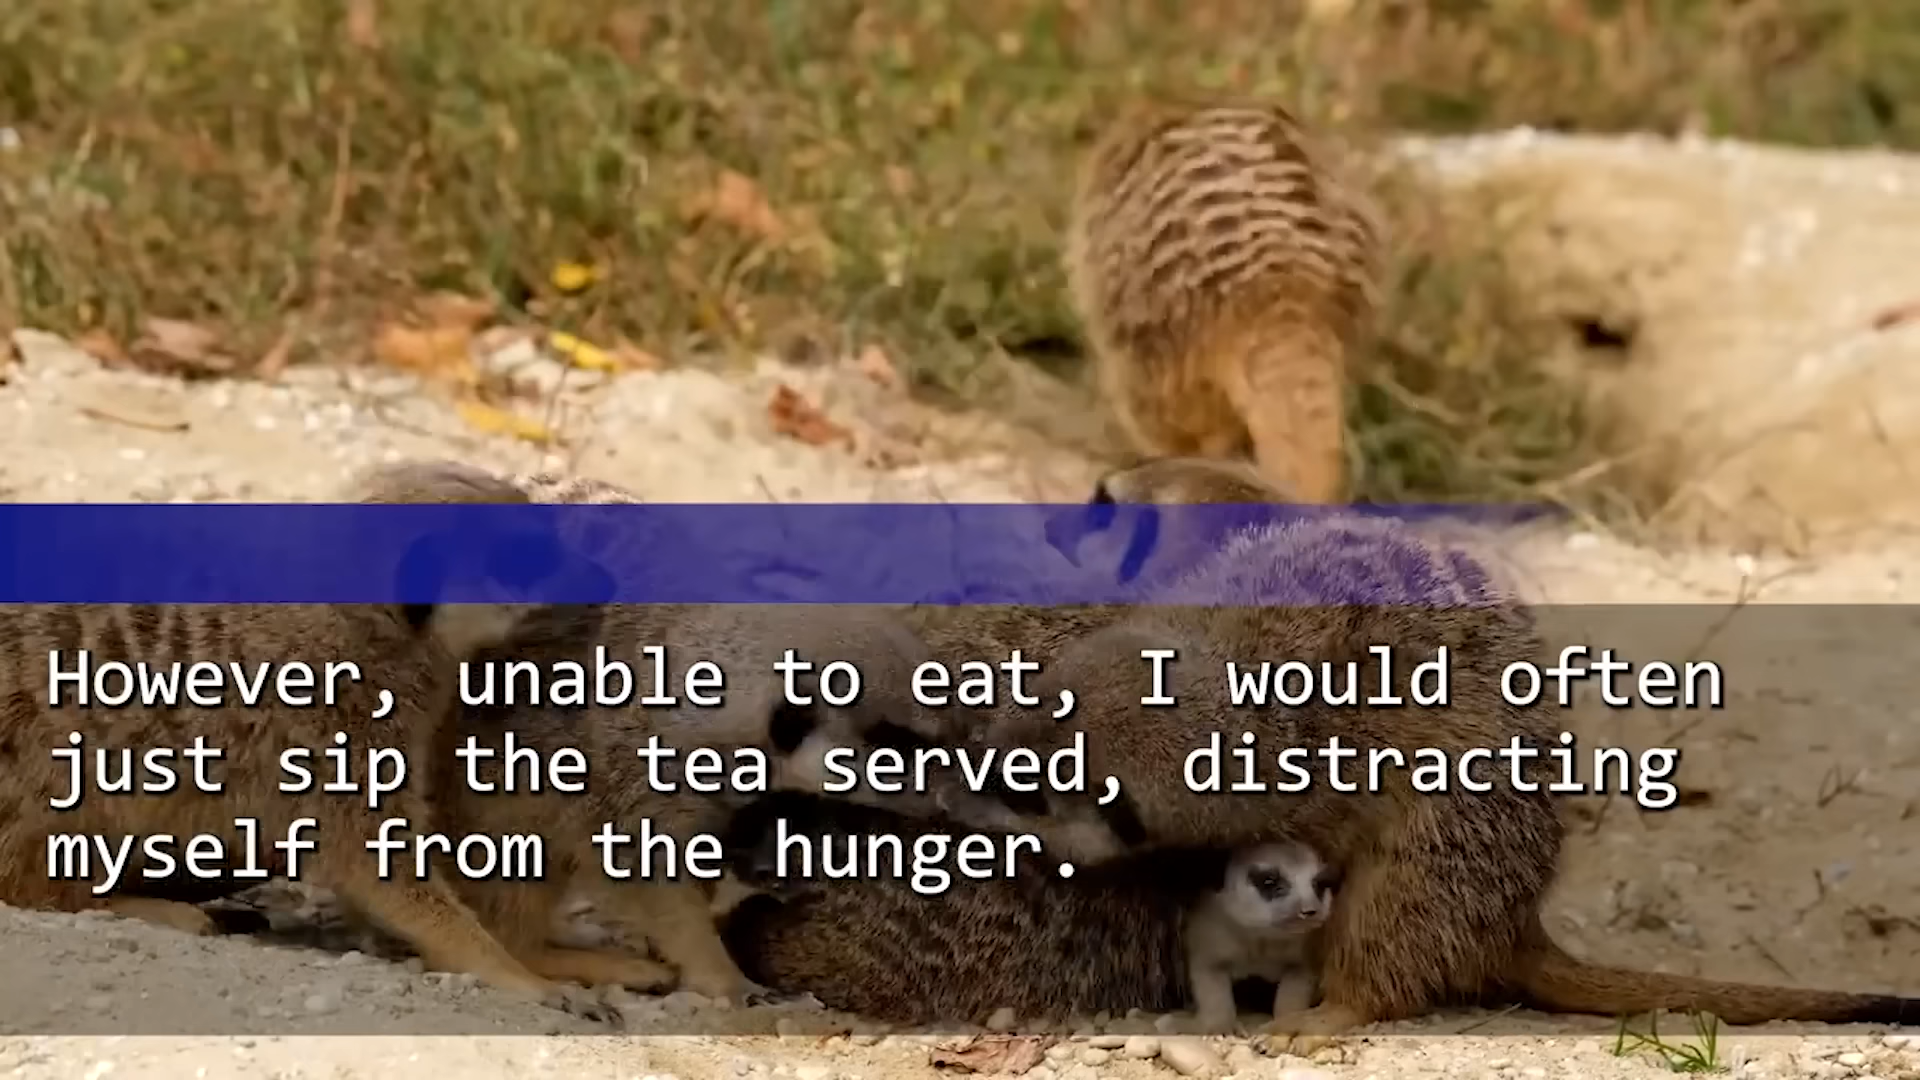 However, unable to eat, I would often
just sip the tea served, distracting
myself from the hunger.